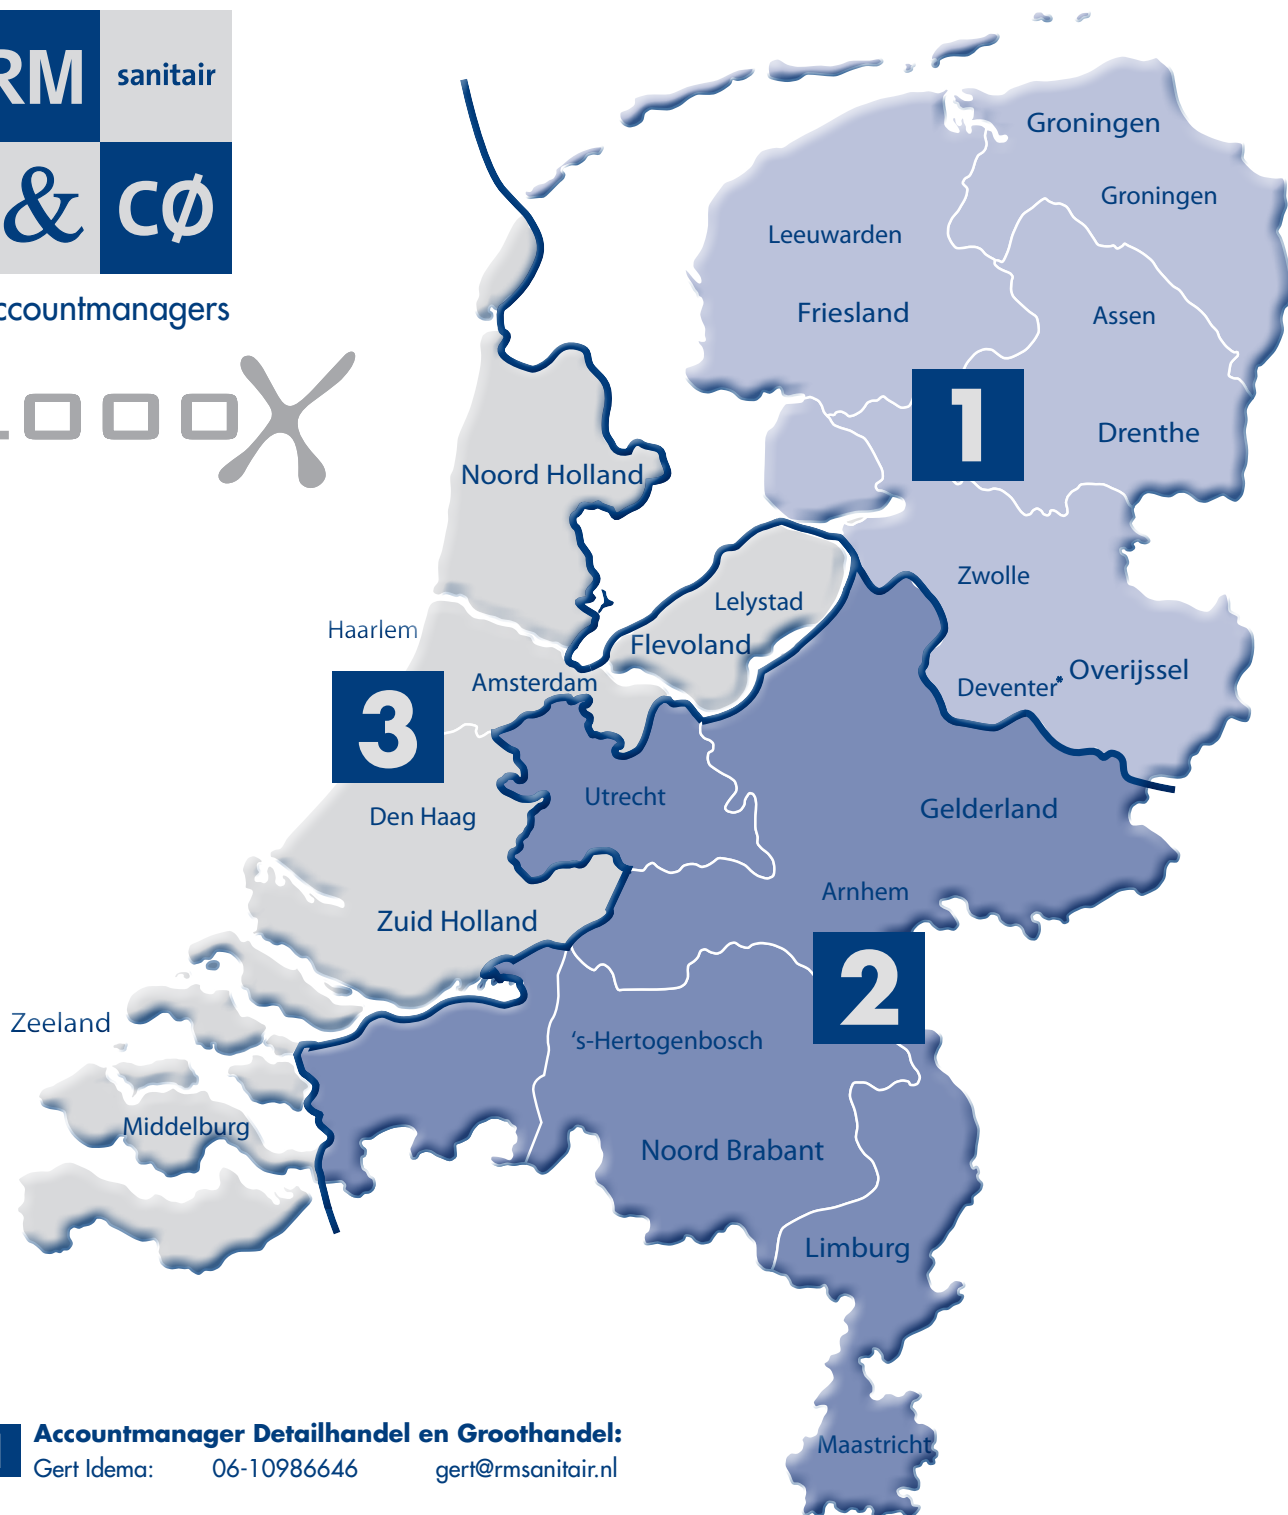 RM sanitair
& CØ
ccountmanagers
LOOOX
Groningen
Groningen
Leeuwarden
Friesland
Assen
1
Drenthe
Noord Holland
Zwolle
Lelystad
Haarlem
Flevoland
Overijssel
Amsterdam
Deventer*
3
Utrecht
Gelderland
Den Haag
Arnhem
Zuid Holland
2
Zeeland
's-Hertogenbosch
Middelburg
Noord Brabant
Limburg
Maastricht
1 Accountmanager Detailhandel en Groothandel:
Gert Idema: 06-10986646 gert@rmsanitair.nl